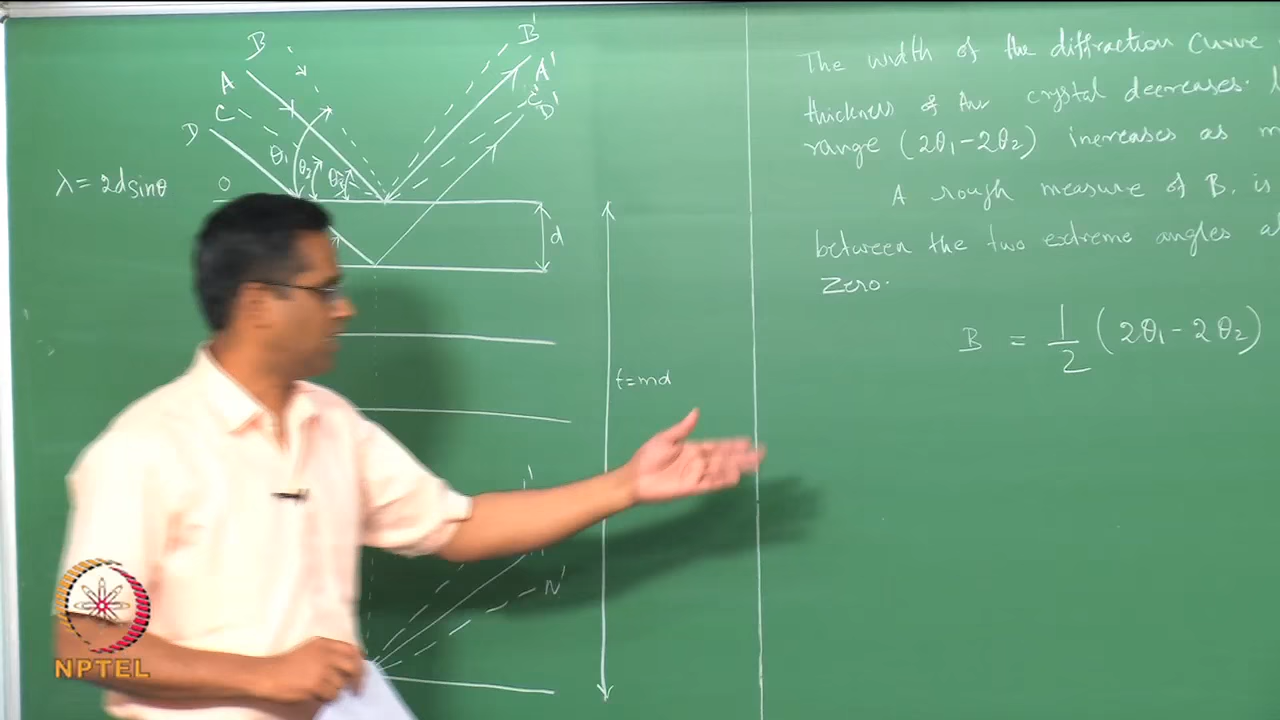 B
B'
A
A'
C
C'
D
D'
θ1
θ2
λ = 2d sinθ
O
d
t=md
N'
The width of the diffraction Curve
thickness of the crystal decreases.
range (2θ1-2θ2) increases as
A rough measure of B, is
between the two extreme angles
Zero.
B = 1/2 (2θ1 - 2θ2)
NPTEL